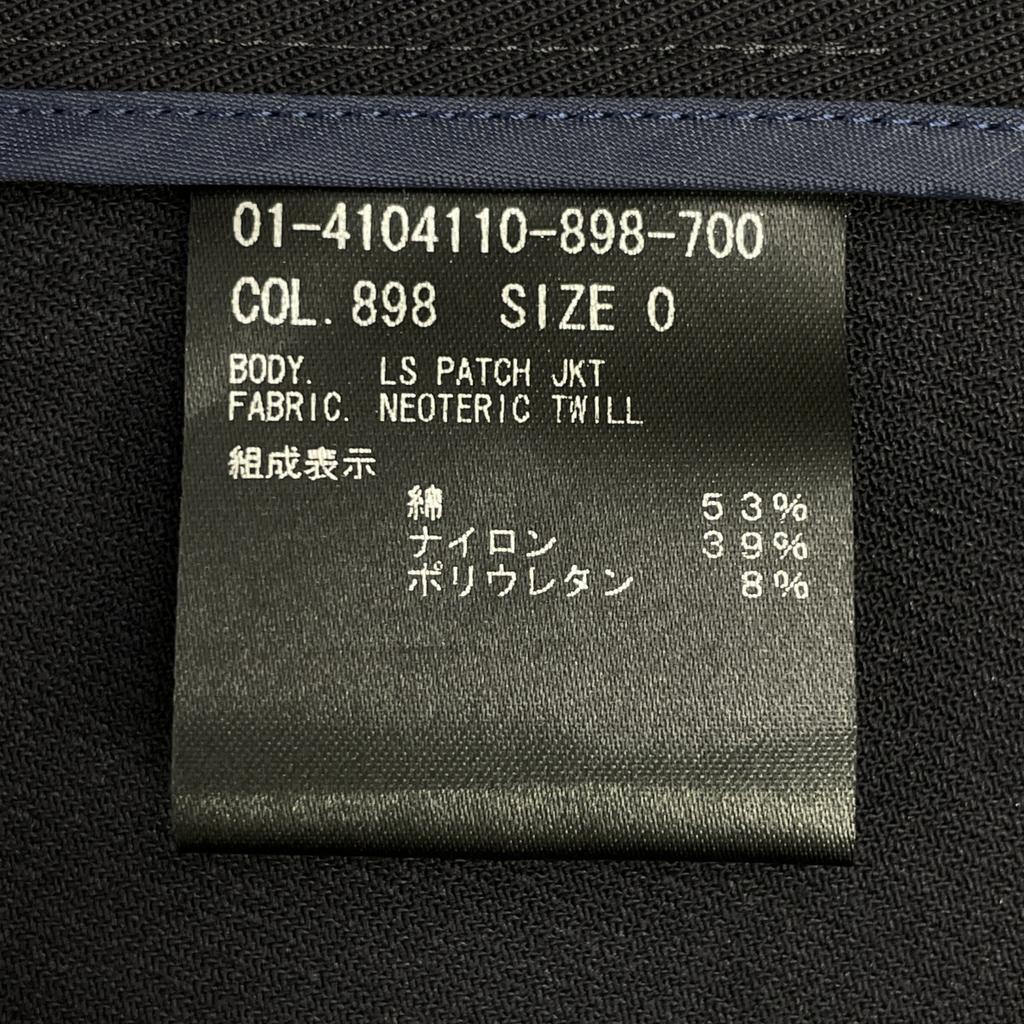 01-4104110-898-700
COL. 898 SIZE 0
BODY. LS PATCH JKT
FABRIC. NEOTERIC TWILL
組成表示
綿 53%
ナイロン 39%
ポリウレタン 8%